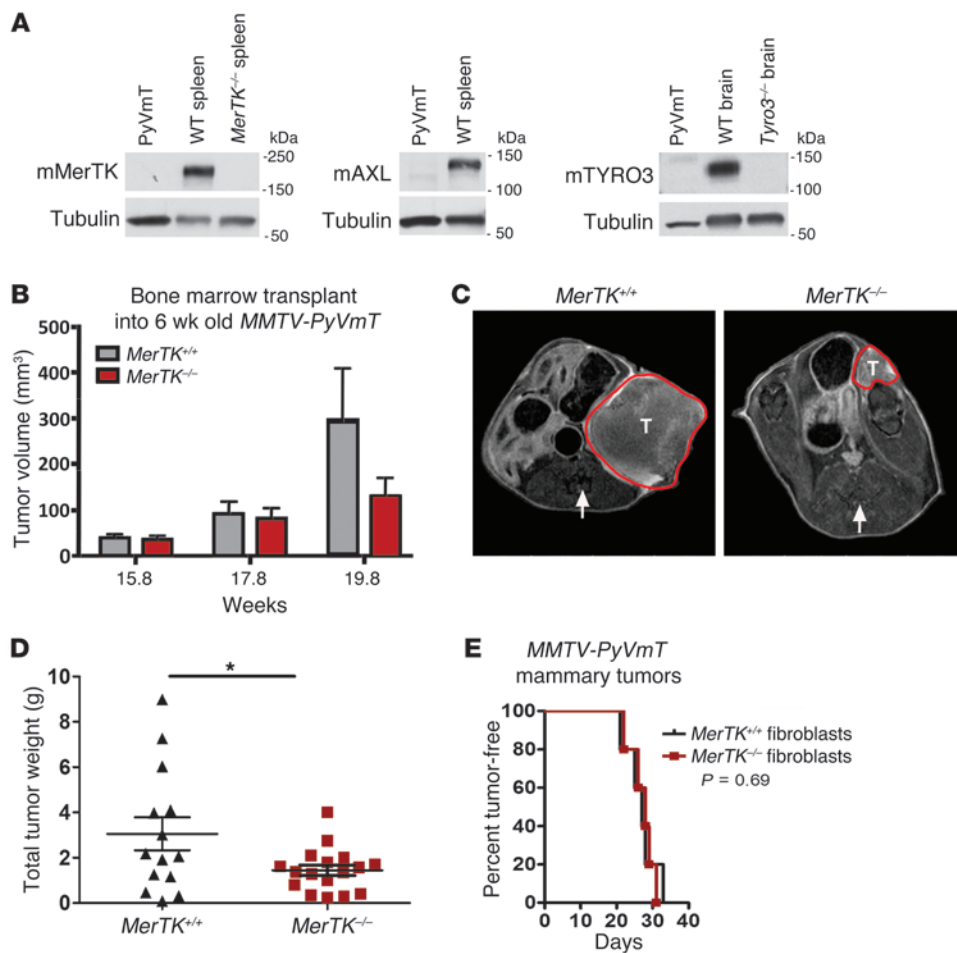 A
PyVmT
WT spleen
MerTK–/– spleen
kDa
mMerTK
-250
-150
Tubulin
- 50
PyVmT
WT spleen
kDa
mAXL
- 150
- 100
Tubulin
- 50
PyVmT
WT brain
Tyro3–/– brain
kDa
mTYRO3
- 150
- 100
Tubulin
- 50
B
Bone marrow transplant
into 6 wk old MMTV-PyVmT
Tumor volume (mm³)
500
400
300
200
100
0
MerTK+/+
MerTK–/–
15.8 17.8 19.8
Weeks
C
MerTK+/+
MerTK–/–
T
T
D
*
Total tumor weight (g)
10
8
6
4
2
0
MerTK+/+ MerTK–/–
E
MMTV-PyVmT
mammary tumors
Percent tumor-free
100
80
60
40
20
0
MerTK+/+ fibroblasts
MerTK–/– fibroblasts
P = 0.69
0 10 20 30 40
Days